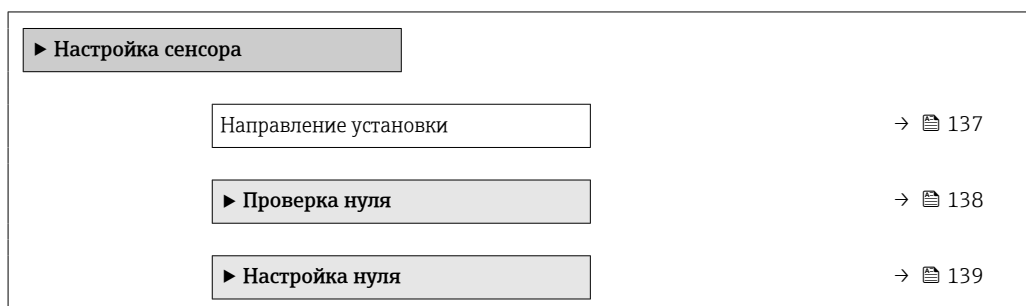 ▶ Настройка сенсора
Направление установки → 137
▶ Проверка нуля → 138
▶ Настройка нуля → 139